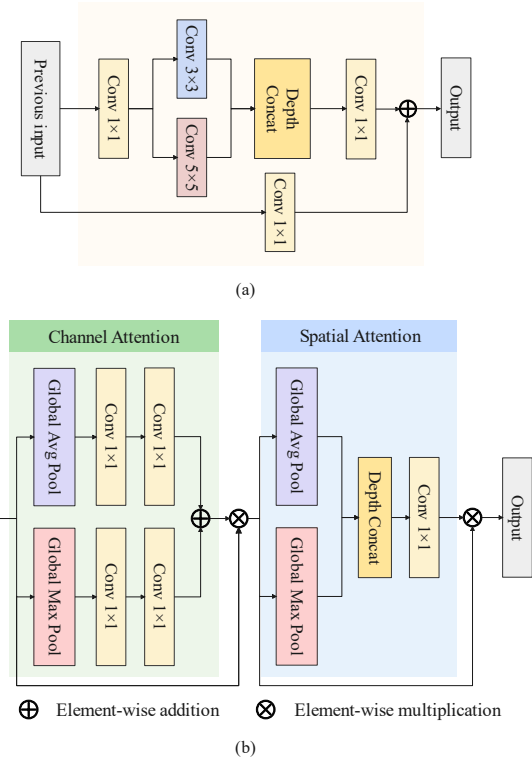 Previous input
Conv 1×1
Conv 3×3
Conv 5×5
Depth
Concat
Conv 1×1
Output
Conv 1×1
(a)
Channel Attention
Global Avg Pool
Conv 1×1
Conv 1×1
Global Max Pool
Conv 1×1
Conv 1×1
Spatial Attention
Global Avg Pool
Global Max Pool
Depth Concat
Conv 1×1
Output
Element-wise addition
Element-wise multiplication
(b)